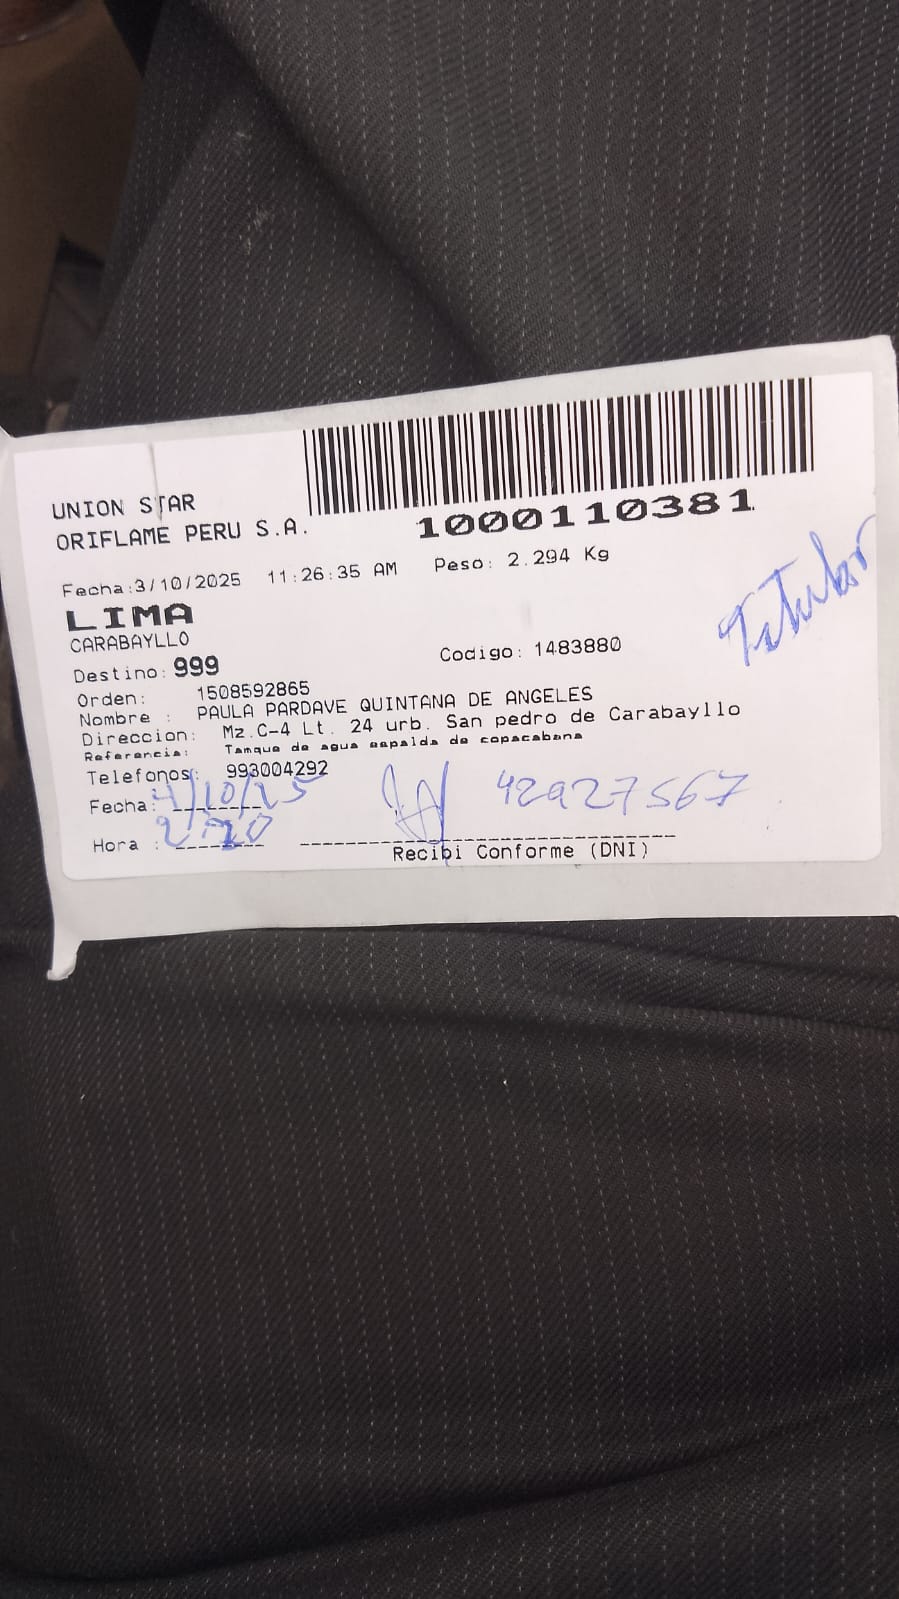 UNION STAR
ORIFLAME PERU S.A.
1000110381
Fecha:3/10/2025 11:26:35 AM Peso: 2.294 Kg
LIMA
CARABAYLLO
Destino: 999 Codigo: 1483880
Orden: 1508592865
Nombre : PAULA PARDAVE QUINTANA DE ANGELES
Direccion: Mz.C-4 Lt. 24 urb. San pedro de Carabayllo
Referencia: Tamque de agua espalda de copacabana
Telefonos: 993004292
Fecha: 4/10/25 42927567
Hora :
Recibi Conforme (DNI)
Titular